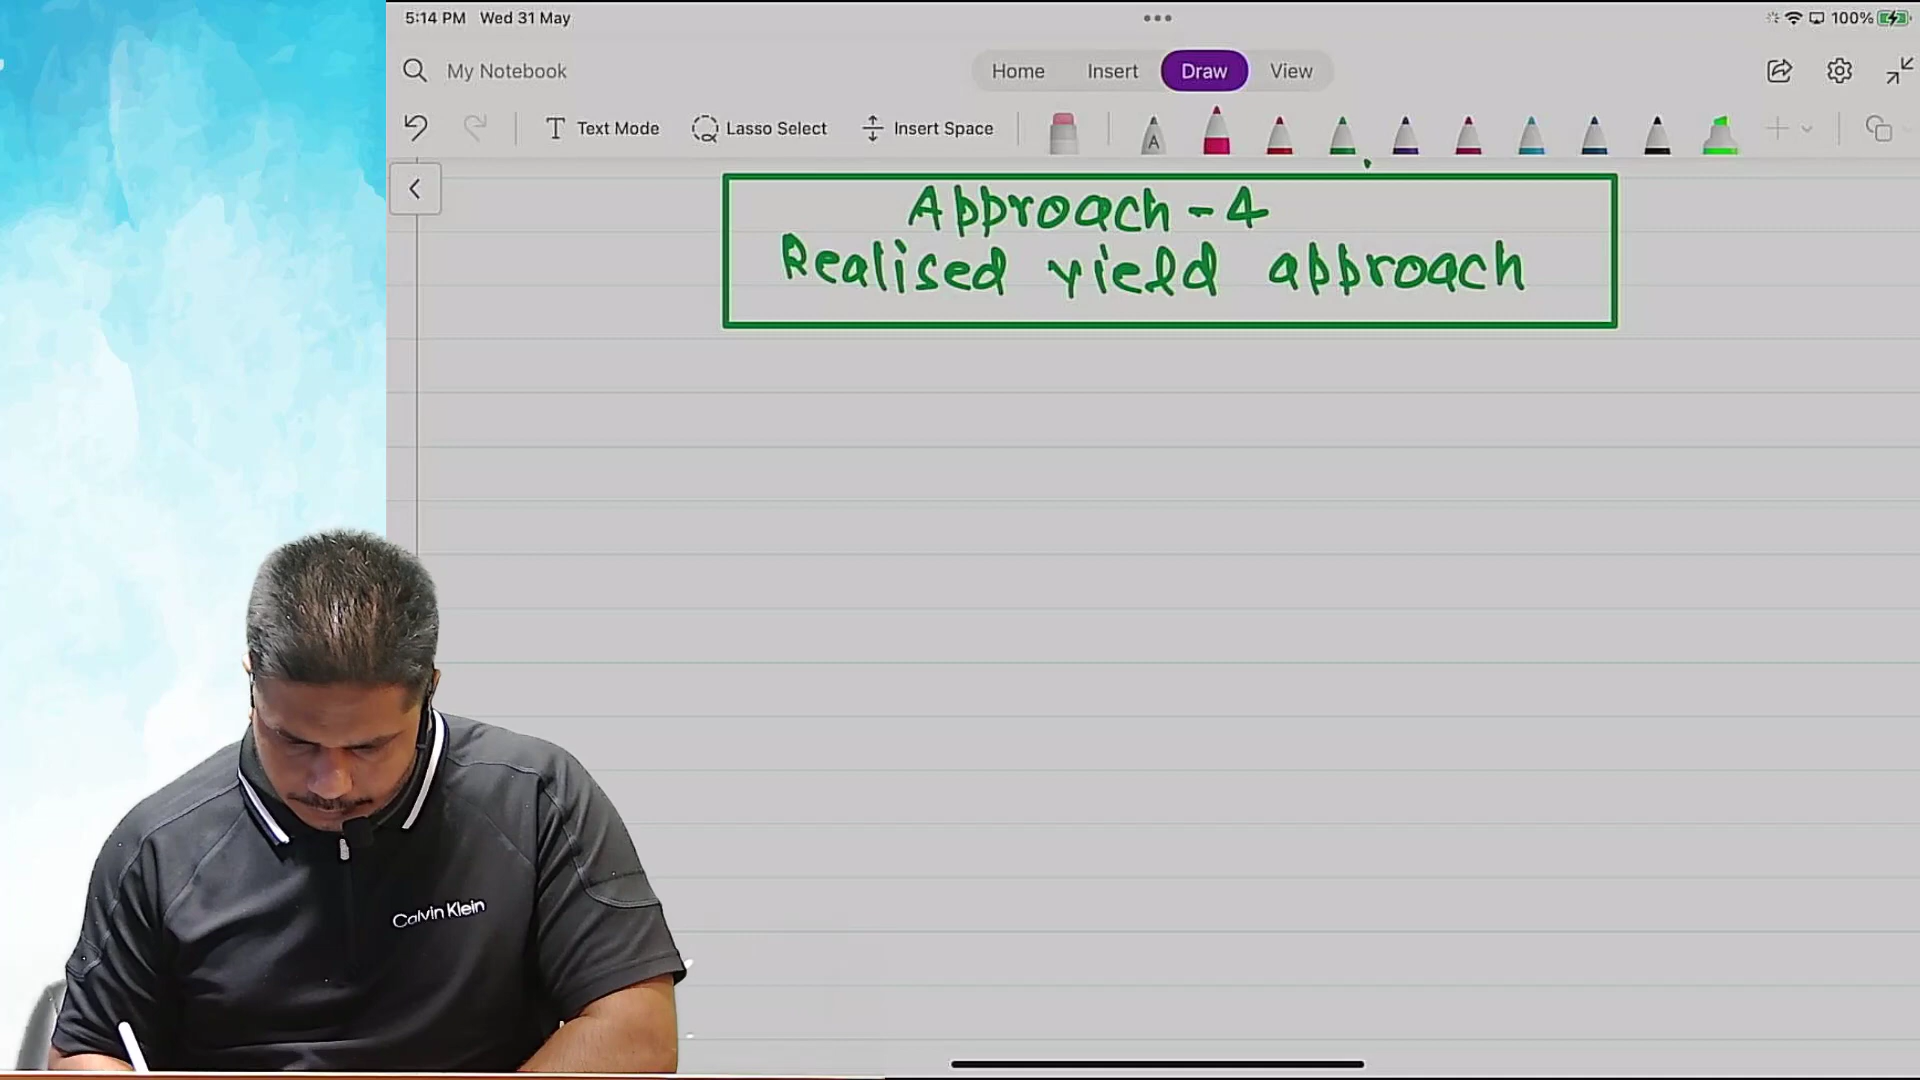 5:14 PM Wed 31 May
100%
My Notebook
Home Insert Draw View
Text Mode Lasso Select Insert Space
A
Approach - 4
Realised yield approach
Calvin Klein